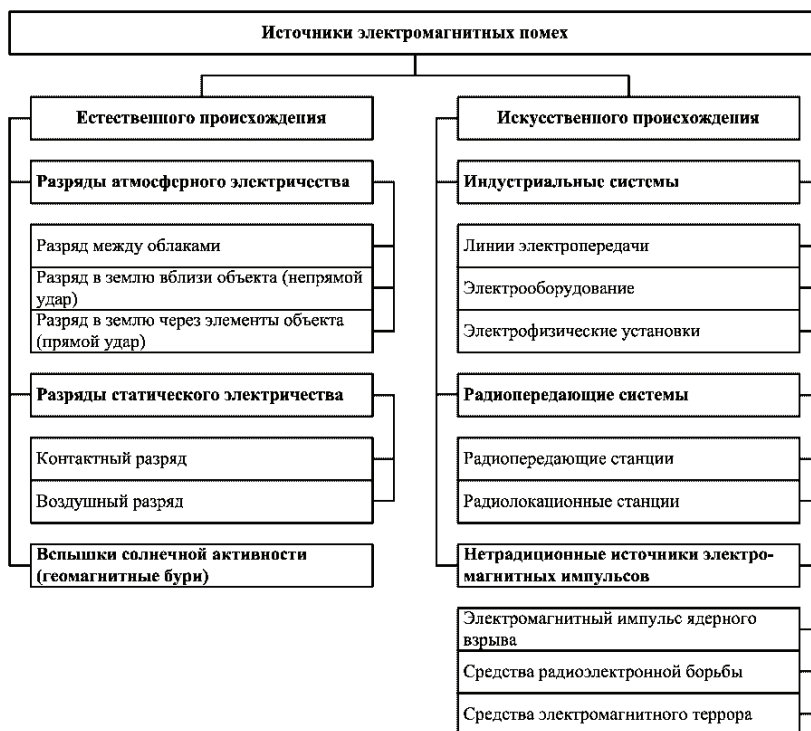 Источники электромагнитных помех
Естественного происхождения
Разряды атмосферного электричества
Разряд между облаками
Разряд в землю вблизи объекта (непрямой
удар)
Разряд в землю через элементы объекта
(прямой удар)
Разряды статического электричества
Контактный разряд
Воздушный разряд
Вспышки солнечной активности
(геомагнитные бури)
Искусственного происхождения
Индустриальные системы
Линии электропередачи
Электрооборудование
Электрофизические установки
Радиопередающие системы
Радиопередающие станции
Радиолокационные станции
Нетрадиционные источники электро-
магнитных импульсов
Электромагнитный импульс ядерного
взрыва
Средства радиоэлектронной борьбы
Средства электромагнитного террора